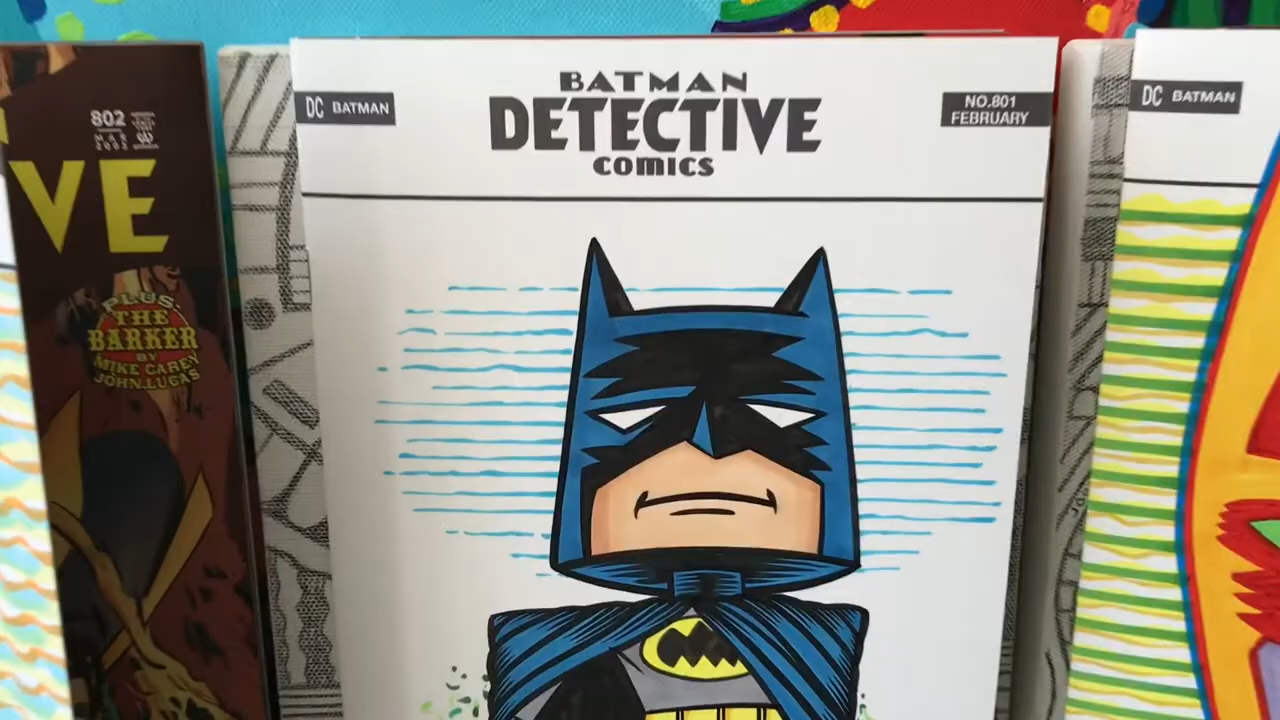 802
VE
PLUS:
THE
BARKER
BY
MIKE CAREY
JOHN LUCAS
DC BATMAN
BATMAN
DETECTIVE
COMICS
NO.801
FEBRUARY
DC BATMAN